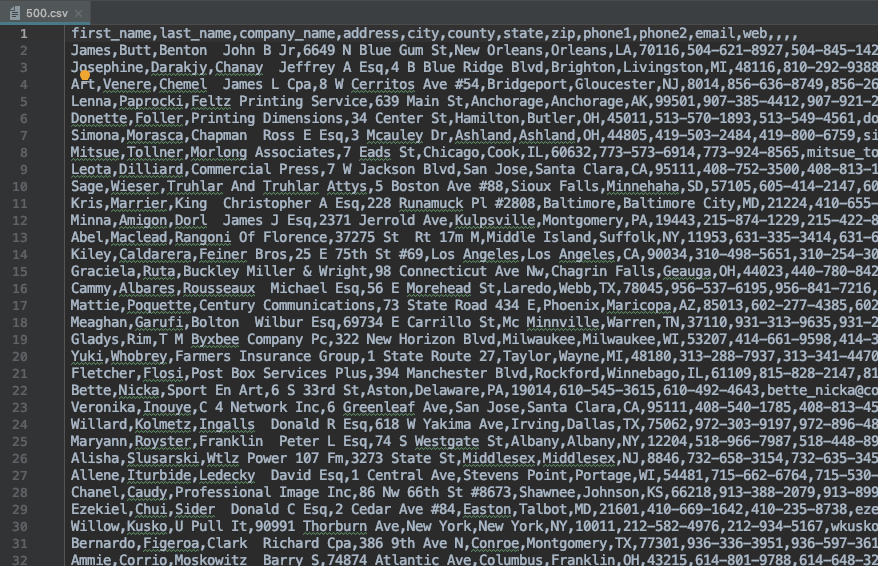 500.csv
1 first_name,last_name,company_name,address,city,county,state,zip,phone1,phone2,email,web,,,,
2 James,Butt,Benton  John B Jr,6649 N Blue Gum St,New Orleans,Orleans,LA,70116,504-621-8927,504-845-142
3 Josephine,Darakjy,Chanay  Jeffrey A Esq,4 B Blue Ridge Blvd,Brighton,Livingston,MI,48116,810-292-9388
4 Art,Venere,Chemel  James L Cpa,8 W Cerritos Ave #54,Bridgeport,Gloucester,NJ,8014,856-636-8749,856-26
5 Lenna,Paprocki,Feltz Printing Service,639 Main St,Anchorage,Anchorage,AK,99501,907-385-4412,907-921-2
6 Donette,Foller,Printing Dimensions,34 Center St,Hamilton,Butler,OH,45011,513-570-1893,513-549-4561,do
7 Simona,Morasca,Chapman  Ross E Esq,3 Mcauley Dr,Ashland,Ashland,OH,44805,419-503-2484,419-800-6759,si
8 Mitsue,Tollner,Morlong Associates,7 Eads St,Chicago,Cook,IL,60632,773-573-6914,773-924-8565,mitsue_to
9 Leota,Dilliard,Commercial Press,7 W Jackson Blvd,San Jose,Santa Clara,CA,95111,408-752-3500,408-813-1
10 Sage,Wieser,Truhlar And Truhlar Attys,5 Boston Ave #88,Sioux Falls,Minnehaha,SD,57105,605-414-2147,60
11 Kris,Marrier,King  Christopher A Esq,228 Runamuck Pl #2808,Baltimore,Baltimore City,MD,21224,410-655-
12 Minna,Amigon,Dorl  James J Esq,2371 Jerrold Ave,Kulpsville,Montgomery,PA,19443,215-874-1229,215-422-8
13 Abel,Maclead,Rangoni Of Florence,37275 St  Rt 17m M,Middle Island,Suffolk,NY,11953,631-335-3414,631-6
14 Kiley,Caldarera,Feiner Bros,25 E 75th St #69,Los Angeles,Los Angeles,CA,90034,310-498-5651,310-254-30
15 Graciela,Ruta,Buckley Miller & Wright,98 Connecticut Ave Nw,Chagrin Falls,Geauga,OH,44023,440-780-842
16 Cammy,Albares,Rousseaux  Michael Esq,56 E Morehead St,Laredo,Webb,TX,78045,956-537-6195,956-841-7216,
17 Mattie,Poquette,Century Communications,73 State Road 434 E,Phoenix,Maricopa,AZ,85013,602-277-4385,602
18 Meaghan,Garufi,Bolton  Wilbur Esq,69734 E Carrillo St,Mc Minnville,Warren,TN,37110,931-313-9635,931-2
19 Gladys,Rim,T M Byxbee Company Pc,322 New Horizon Blvd,Milwaukee,Milwaukee,WI,53207,414-661-9598,414-3
20 Yuki,Whobrey,Farmers Insurance Group,1 State Route 27,Taylor,Wayne,MI,48180,313-288-7937,313-341-4470
21 Fletcher,Flosi,Post Box Services Plus,394 Manchester Blvd,Rockford,Winnebago,IL,61109,815-828-2147,81
22 Bette,Nicka,Sport En Art,6 S 33rd St,Aston,Delaware,PA,19014,610-545-3615,610-492-4643,bette_nicka@co
23 Veronika,Inouye,C 4 Network Inc,6 Greenleaf Ave,San Jose,Santa Clara,CA,95111,408-540-1785,408-813-45
24 Willard,Kolmetz,Ingalls  Donald R Esq,618 W Yakima Ave,Irving,Dallas,TX,75062,972-303-9197,972-896-48
25 Maryann,Royster,Franklin  Peter L Esq,74 S Westgate St,Albany,Albany,NY,12204,518-966-7987,518-448-89
26 Alisha,Slusarski,Wtlz Power 107 Fm,3273 State St,Middlesex,Middlesex,NJ,8846,732-658-3154,732-635-345
27 Allene,Iturbide,Ledecky  David Esq,1 Central Ave,Stevens Point,Portage,WI,54481,715-662-6764,715-530-
28 Chanel,Caudy,Professional Image Inc,86 Nw 66th St #8673,Shawnee,Johnson,KS,66218,913-388-2079,913-899
29 Ezekiel,Chui,Sider  Donald C Esq,2 Cedar Ave #84,Easton,Talbot,MD,21601,410-669-1642,410-235-8738,eze
30 Willow,Kusko,U Pull It,90991 Thorburn Ave,New York,New York,NY,10011,212-582-4976,212-934-5167,wkusko
31 Bernardo,Figeroa,Clark  Richard Cpa,386 9th Ave N,Conroe,Montgomery,TX,77301,936-336-3951,936-597-361
32 Ammie,Corrio,Moskowitz  Barry S,74874 Atlantic Ave,Columbus,Franklin,OH,43215,614-801-9788,614-648-32